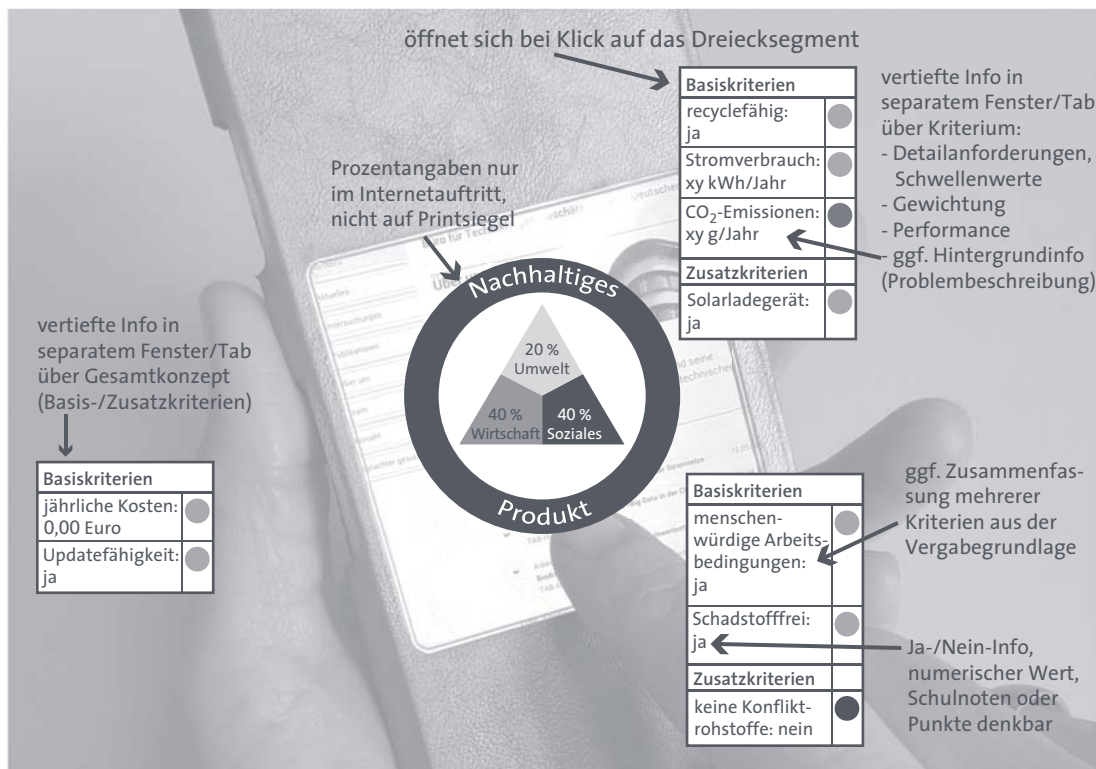 öffnet sich bei Klick auf das Dreiecksegment
Basiskriterien
recyclefähig:
ja
Stromverbrauch:
xy kWh/Jahr
CO₂-Emissionen:
xy g/Jahr
Zusatzkriterien
Solarladegerät:
ja
vertiefte Info in
separatem Fenster/Tab
über Kriterium:
- Detailanforderungen,
Schwellenwerte
- Gewichtung
- Performance
- ggf. Hintergrundinfo
(Problembeschreibung)
Prozentangaben nur
im Internetauftritt,
nicht auf Printsiegel
Nachhaltiges
20 %
Umwelt
40 %
Wirtschaft
40 %
Soziales
Produkt
vertiefte Info in
separatem Fenster/Tab
über Gesamtkonzept
(Basis-/Zusatzkriterien)
Basiskriterien
jährliche Kosten:
0,00 Euro
Updatefähigkeit:
ja
Basiskriterien
menschen-
würdige Arbeits-
bedingungen:
ja
Schadstofffrei:
ja
Zusatzkriterien
keine Konflikt-
rohstoffe: nein
ggf. Zusammenfas-
sung mehrerer
Kriterien aus der
Vergabegrundlage
Ja-/Nein-Info,
numerischer Wert,
Schulnoten oder
Punkte denkbar